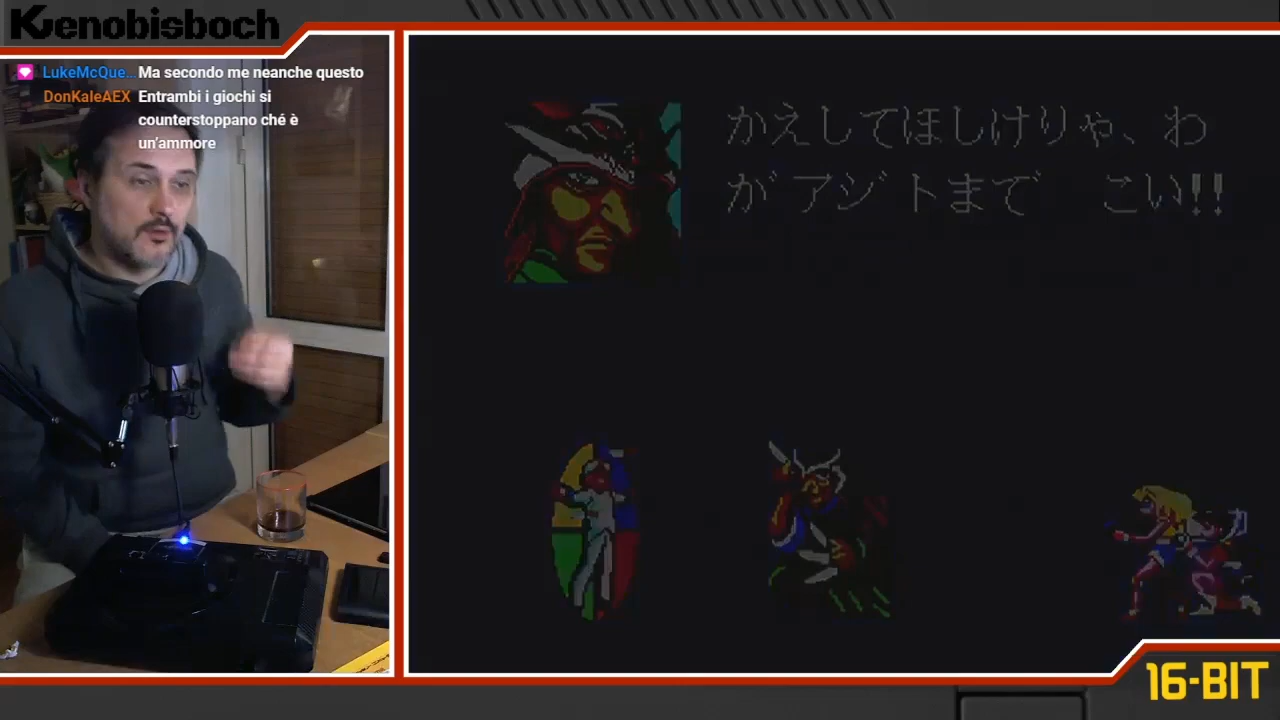 Kenobisboch
LukeMcQue... Ma secondo me neanche questo
DonKaleAEX Entrambi i giochi si
counterstoppano ché è
un'ammore
かえしてほしけりゃ、わ
が アジトまで こい!!
16-BIT